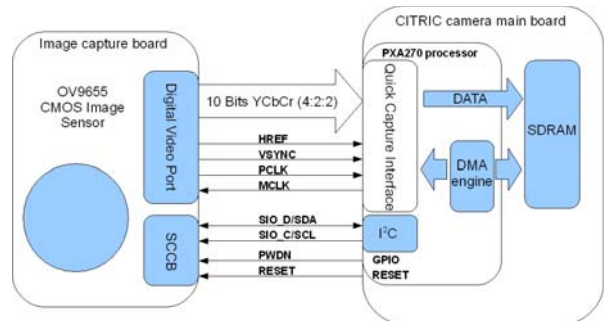 CITRIC camera main board
Image capture board
PXA270 processor
OV9655
CMOS Image
Sensor
Digital Video Port
10 Bits YCbCr (4:2:2)
Quick Capture Interface
DATA
SDRAM
HREF
VSYNC
PCLK
MCLK
DMA
engine
SCCB
SIO_D/SDA
SIO_C/SCL
I²C
PWDN
GPIO
RESET
RESET